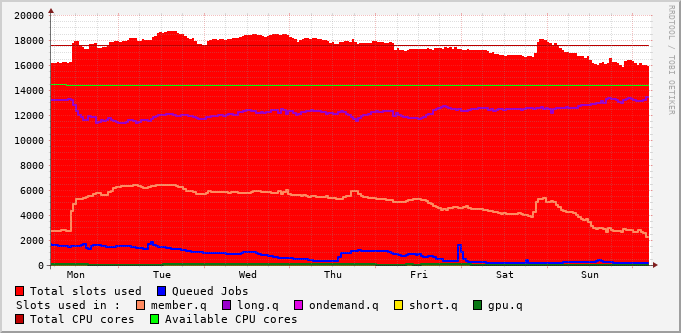 20000
18000
16000
14000
12000
10000
8000
6000
4000
2000
0
Mon Tue Wed Thu Fri Sat Sun
RRDTOOL / TOBI OETIKER
Total slots used Queued Jobs
Slots used in : member.q long.q ondemand.q short.q gpu.q
Total CPU cores Available CPU cores